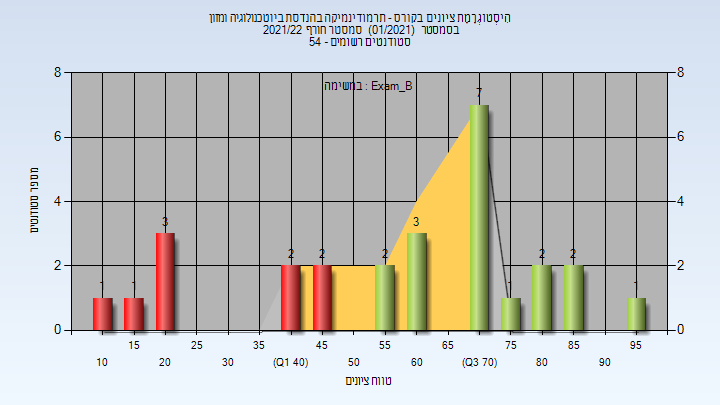 היסטוגרמת ציונים בקורס - תרמודינמיקה בהנדסת ביוטכנולוגיה ומזון
בסמסטר (01/2021) סמסטר חורף 2021/22
סטודנטים רשומים - 54
במשימה : Exam_B
8 8
7
6 6
מספר סטודנטים
4 4
3 3
2 2 2 2 2
2 2
1 1 1 1
0 0
15 25 35 45 55 65 75 85 95
10 20 30 (Q1 40) 50 60 (Q3 70) 80 90
טווח ציונים